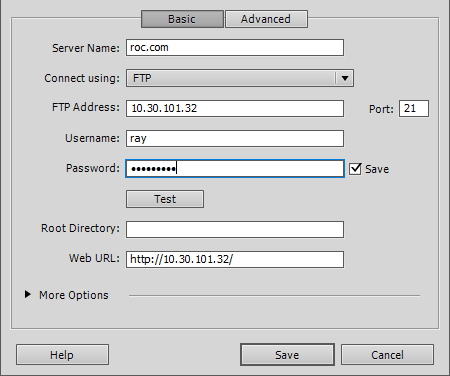 Basic Advanced
Server Name: roc.com
Connect using: FTP
FTP Address: 10.30.101.32 Port: 21
Username: ray
Password: ●●●●●●●●● Save
Test
Root Directory:
Web URL: http://10.30.101.32/
More Options
Help Save Cancel